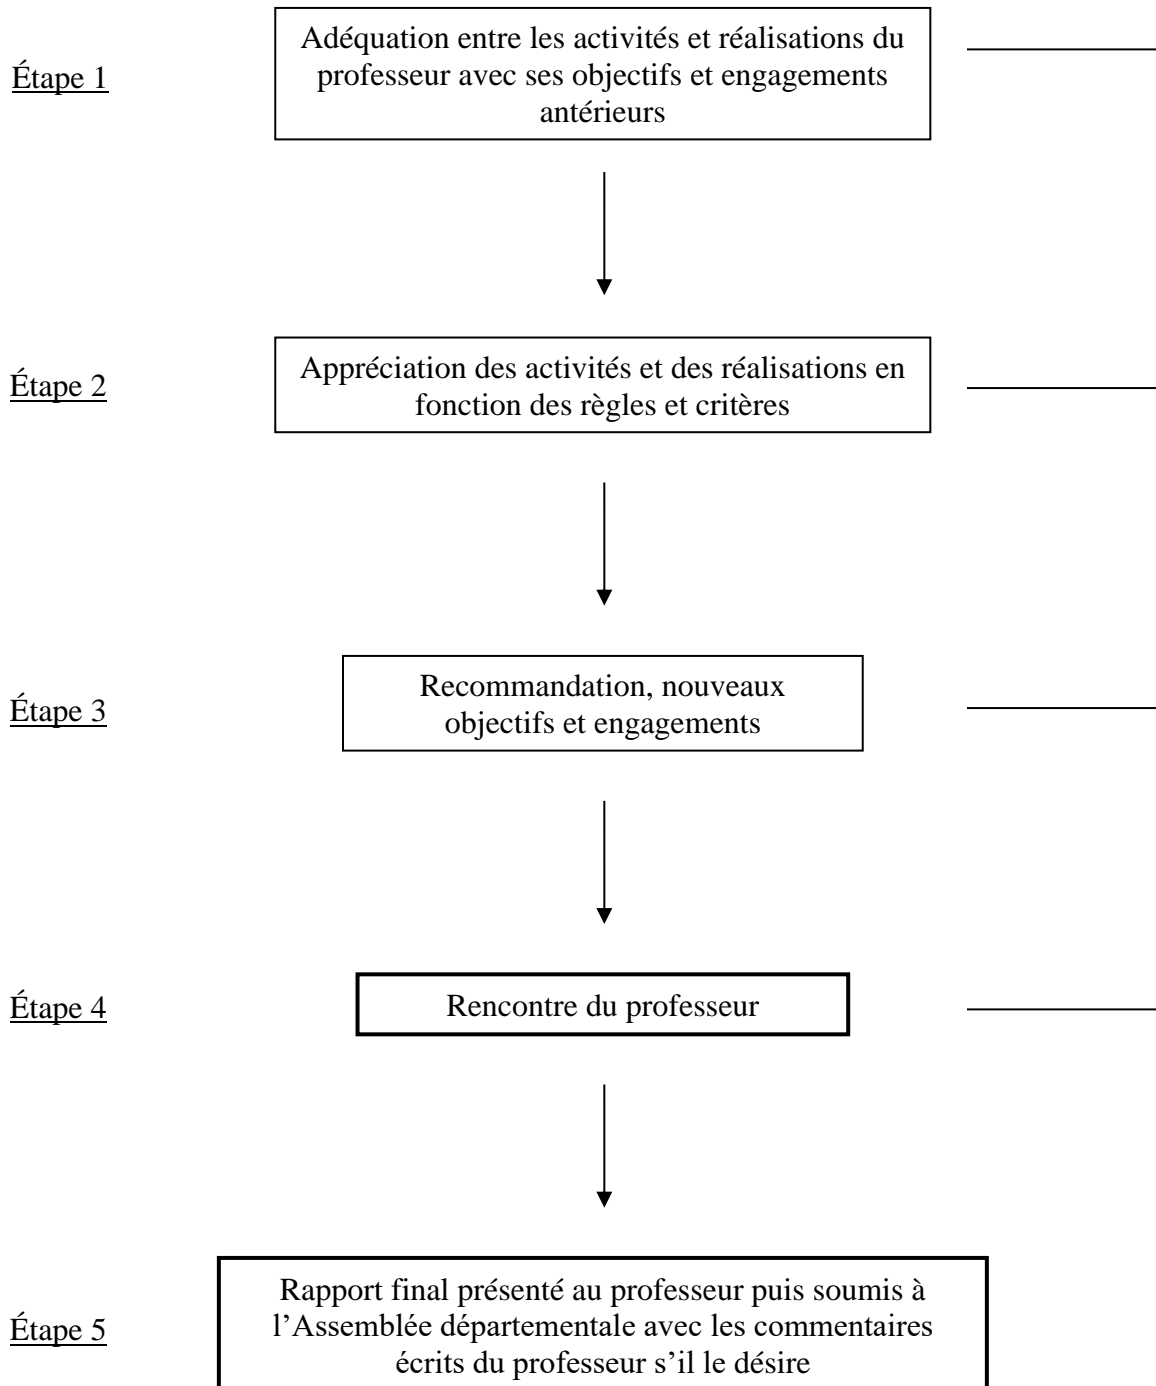 Étape 1
Adéquation entre les activités et réalisations du
professeur avec ses objectifs et engagements
antérieurs
Étape 2
Appréciation des activités et des réalisations en
fonction des règles et critères
Étape 3
Recommandation, nouveaux
objectifs et engagements
Étape 4
Rencontre du professeur
Étape 5
Rapport final présenté au professeur puis soumis à
l’Assemblée départementale avec les commentaires
écrits du professeur s’il le désire